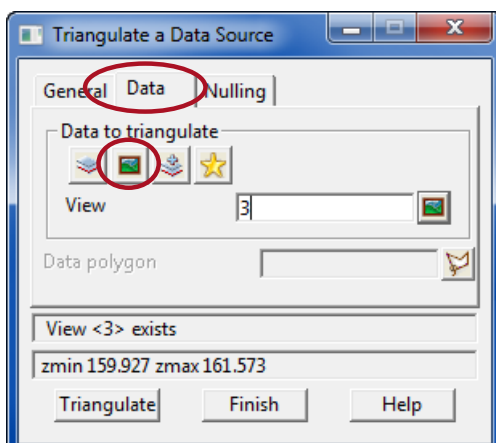 Triangulate a Data Source
General Data Nulling
Data to triangulate
View 3
Data polygon
View <3> exists
zmin 159.927 zmax 161.573
Triangulate Finish Help